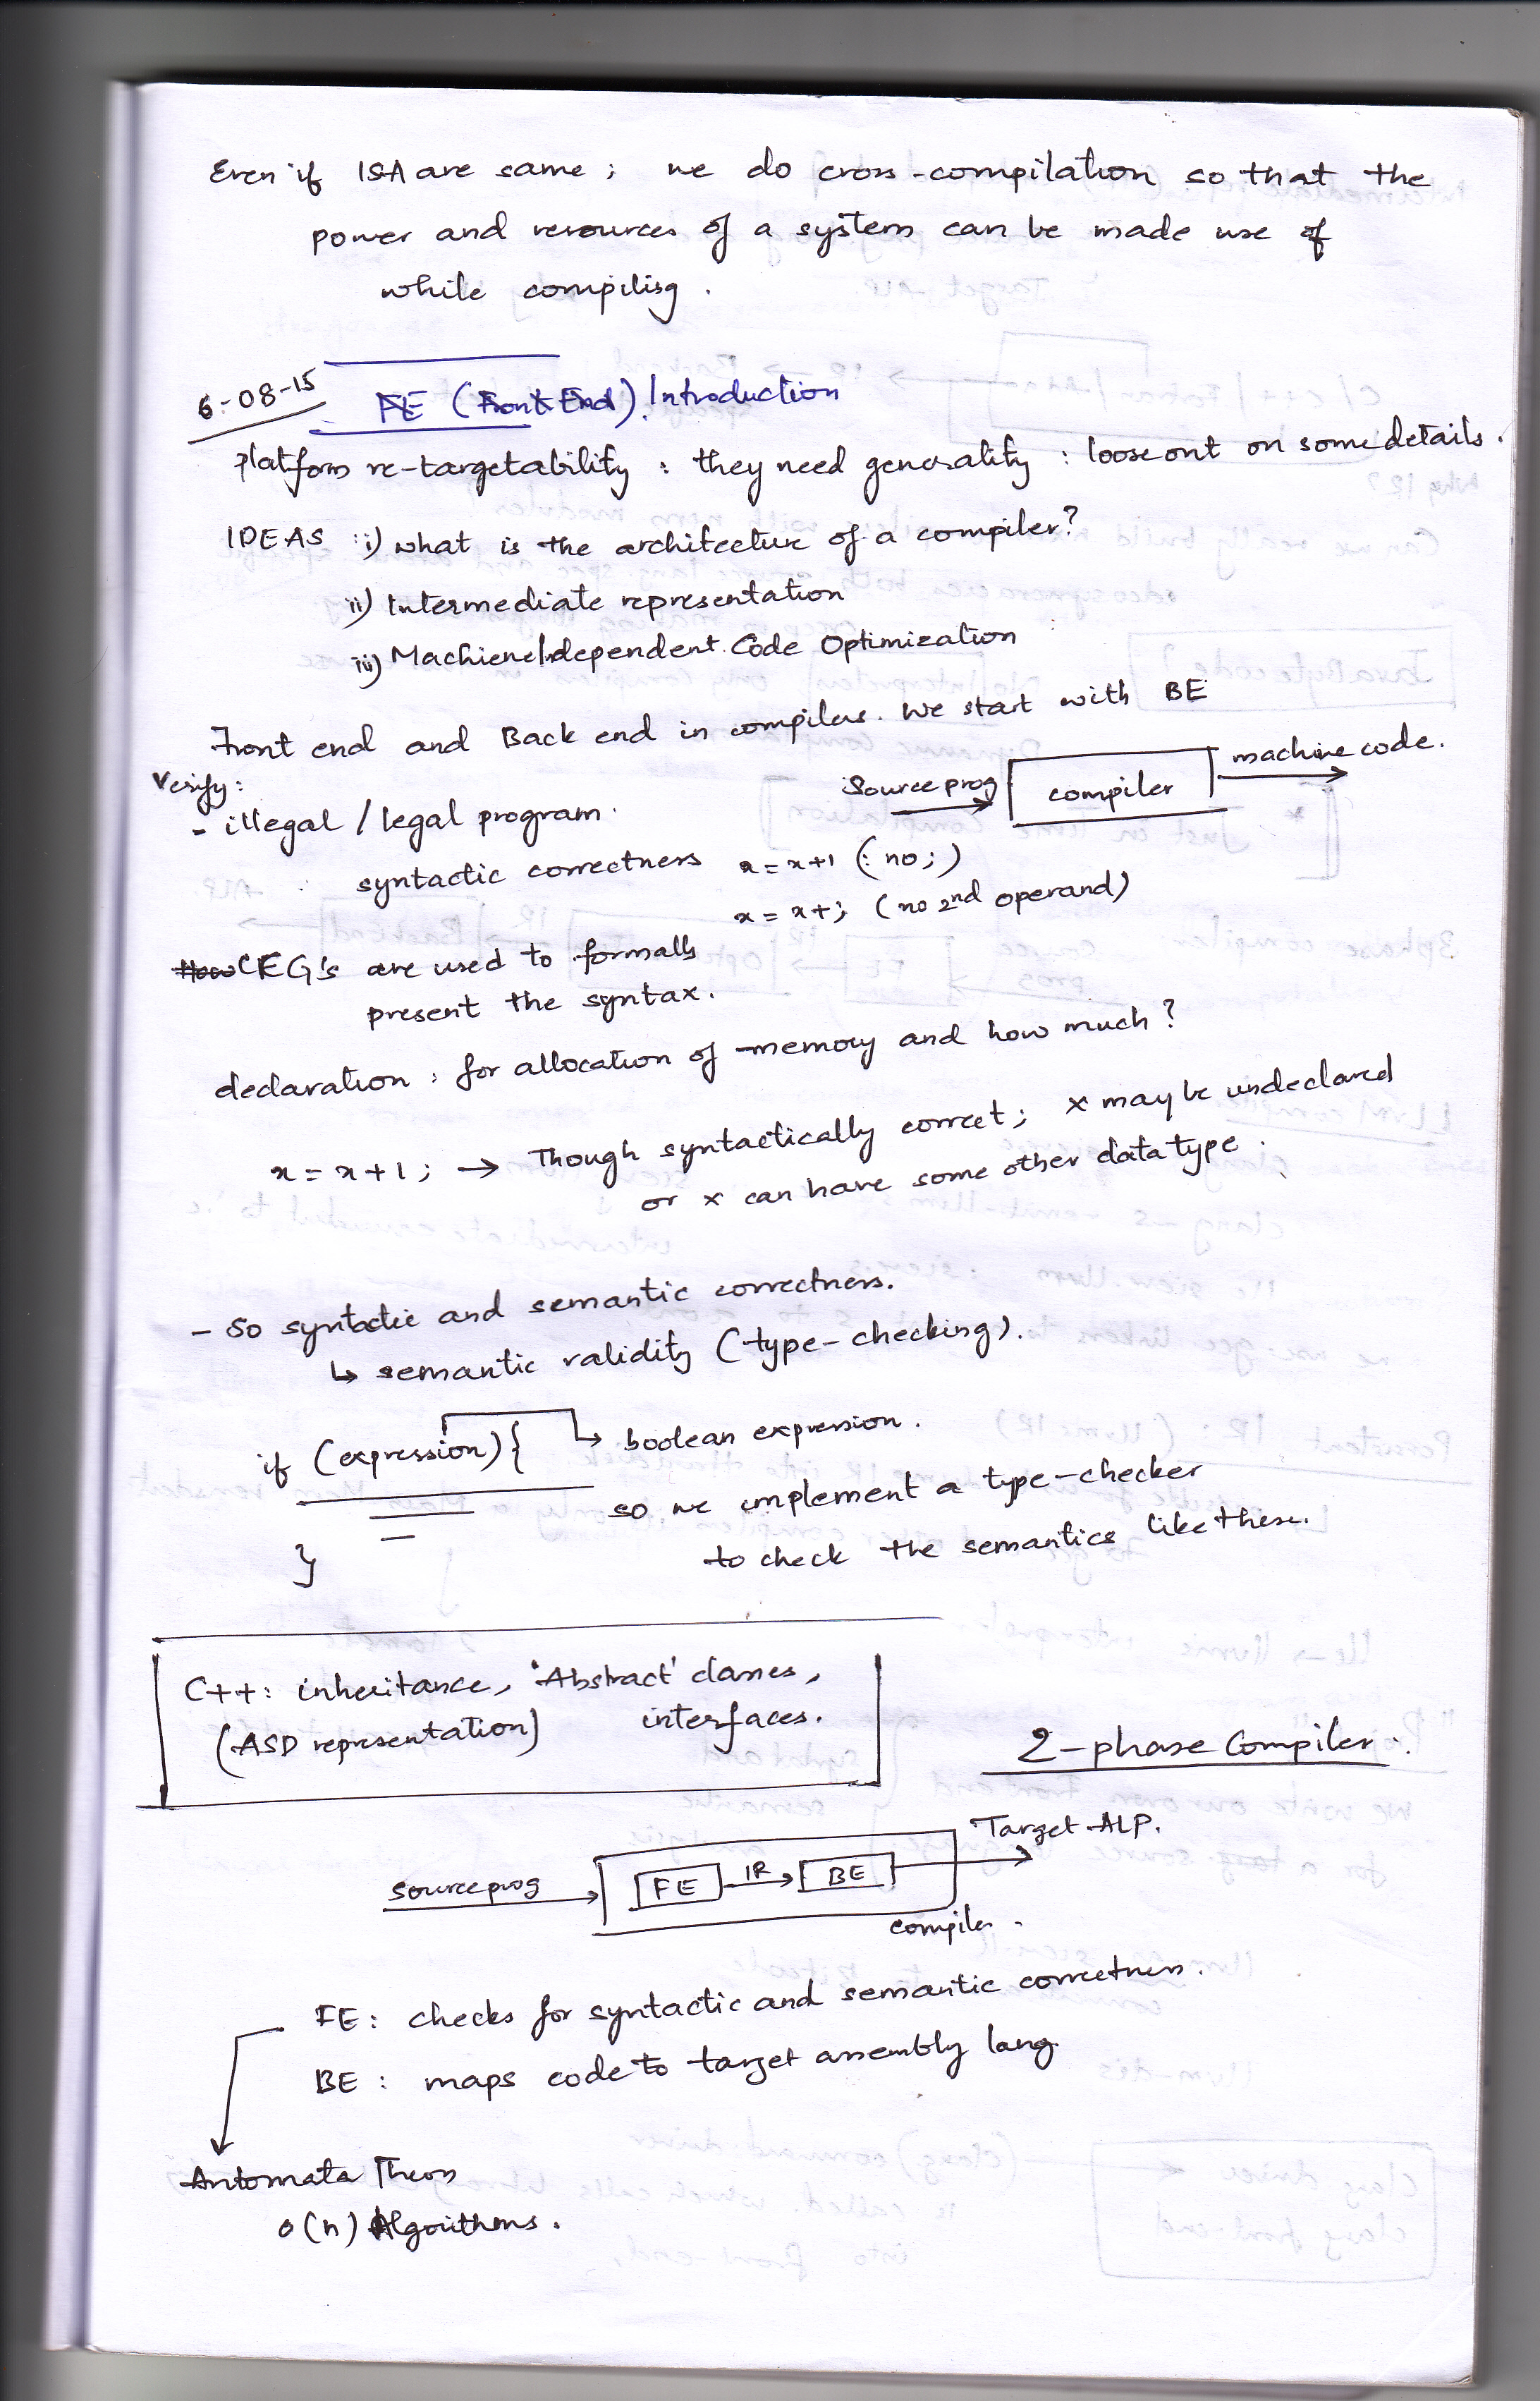 Even if ISA are same ; we do cross-compilation so that the
power and resources of a system can be made use of
while compilisg .
6-08-15
FE (Front End) Introduction
platform re-targetability : they need generality : loose out on some details .
IDEAS i) what is the architecture of a compiler?
ii) Intermediate representation
iii) Machiene Independent Code Optimization
Front end and Back end in compilers. We start with BE
Verify :
Source prog compiler machine code.
- illegal / legal program .
syntactic correctness x = x+1 (: no ;)
x = x+; (no 2nd operand)
How CFG's are used to formally
present the syntax .
declaration : for allocation of memory and how much ?
x = x+1 ; → Though syntactically correct ; x may be undeclared
or x can have some other data type .
- So syntactic and semantic correctness.
↳ semantic validity (type-checking).
if (expression) { ↳ boolean expression .
so we implement a type-checker
to check the semantics like these.
}
C++: inheritance, 'Abstract' classes,
(ASD representation) interfaces.
2-phase Compiler .
source prog FE IR BE Target ALP.
compiler .
FE : checks for syntactic and semantic correctness .
BE : maps code to target assembly lang.
Automata Theory
o(n) Algorithms .